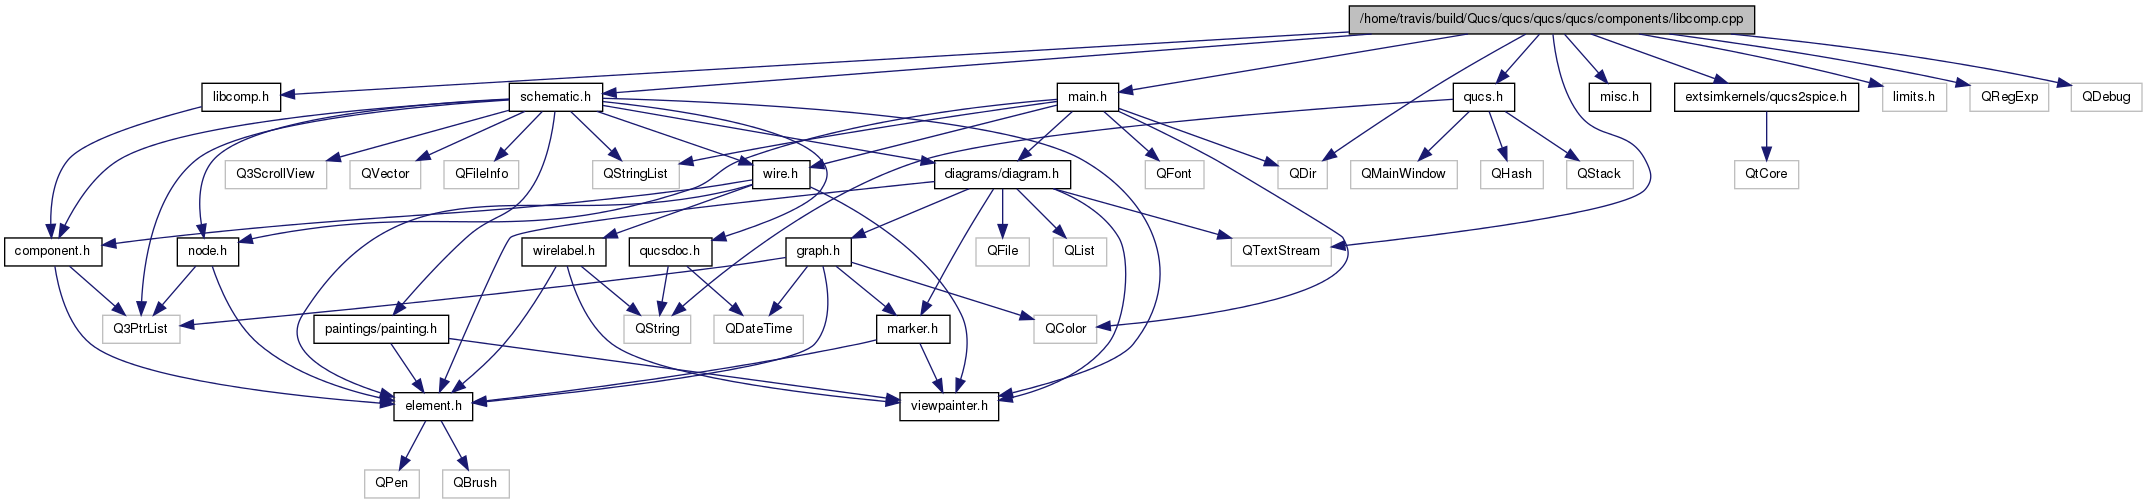 /home/travis/build/Qucs/qucs/qucs/qucs/components/libcomp.cpp
libcomp.h
schematic.h
main.h
qucs.h
misc.h
extsimkernels/qucs2spice.h
limits.h
QRegExp
QDebug
Q3ScrollView
QVector
QFileInfo
QStringList
wire.h
diagrams/diagram.h
QFont
QDir
QMainWindow
QHash
QStack
QtCore
component.h
node.h
wirelabel.h
qucsdoc.h
graph.h
QFile
QList
QTextStream
Q3PtrList
paintings/painting.h
QString
QDateTime
marker.h
QColor
element.h
viewpainter.h
QPen
QBrush